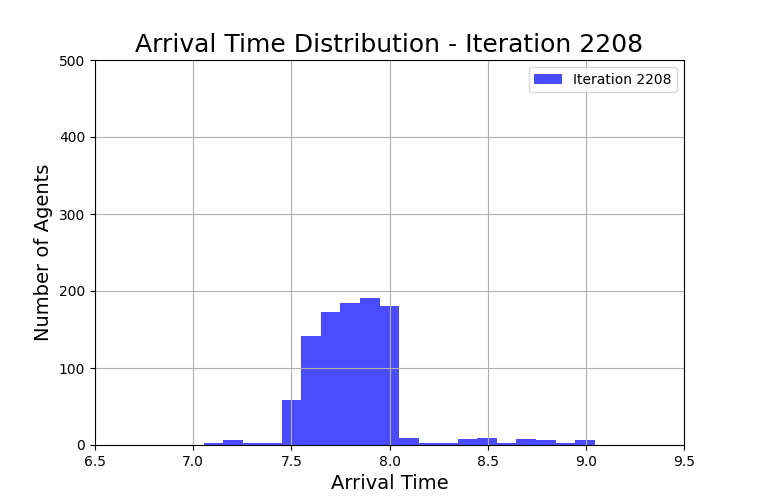 Arrival Time Distribution - Iteration 2208
Iteration 2208
500
400
300
200
100
0
Number of Agents
6.5 7.0 7.5 8.0 8.5 9.0 9.5
Arrival Time